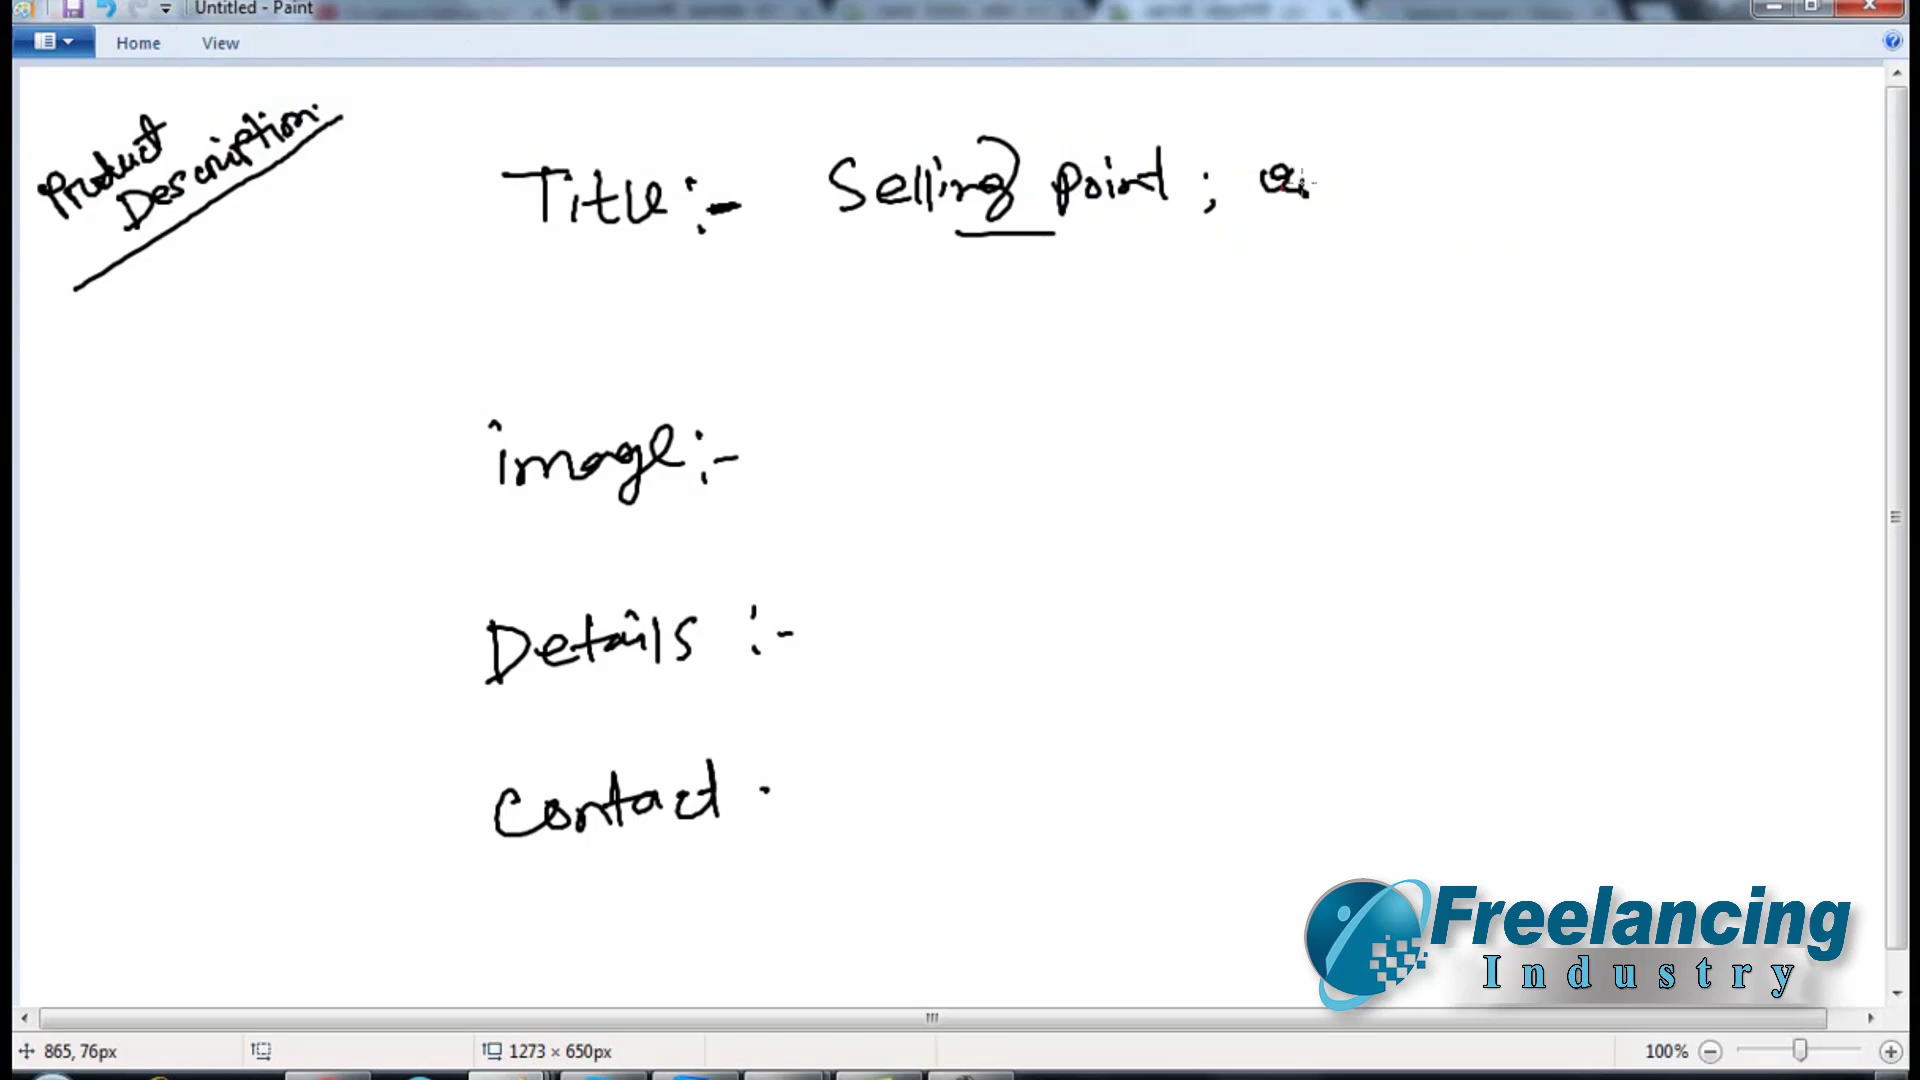 Untitled - Paint
Home View
Product
Description.
Title:- Selling point ;
image:-
Details :-
Contact .
Freelancing
Industry
865, 76px 1273 × 650px 100%